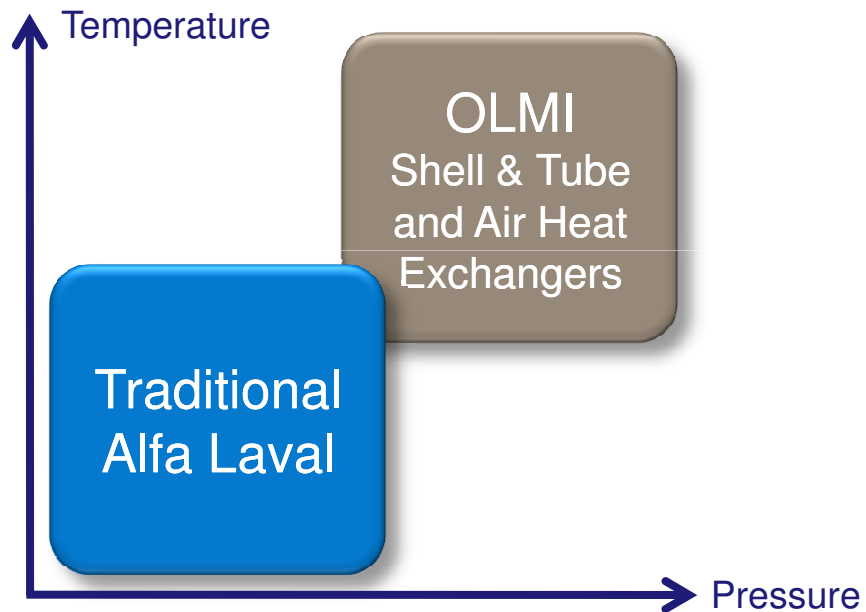 Temperature
OLMI
Shell & Tube
and Air Heat
Exchangers
Traditional
Alfa Laval
Pressure